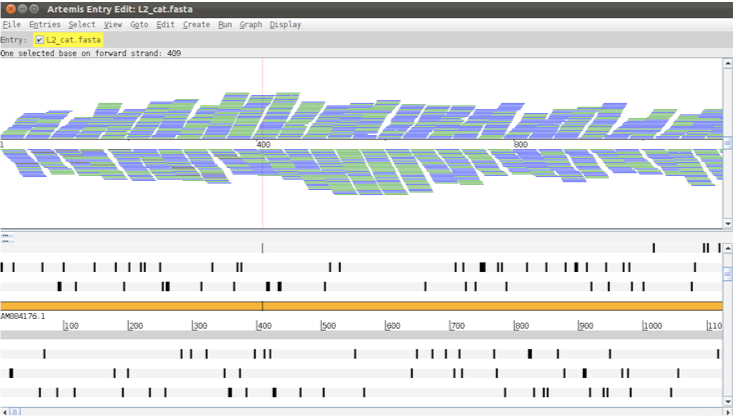 Artemis Entry Edit: L2_cat.fasta
File Entries Select View Goto Edit Create Run Graph Display
Entry: L2_cat.fasta
One selected base on forward strand: 409
1 400 800
AM884176.1
100 200 300 400 500 600 700 800 900 1000 110